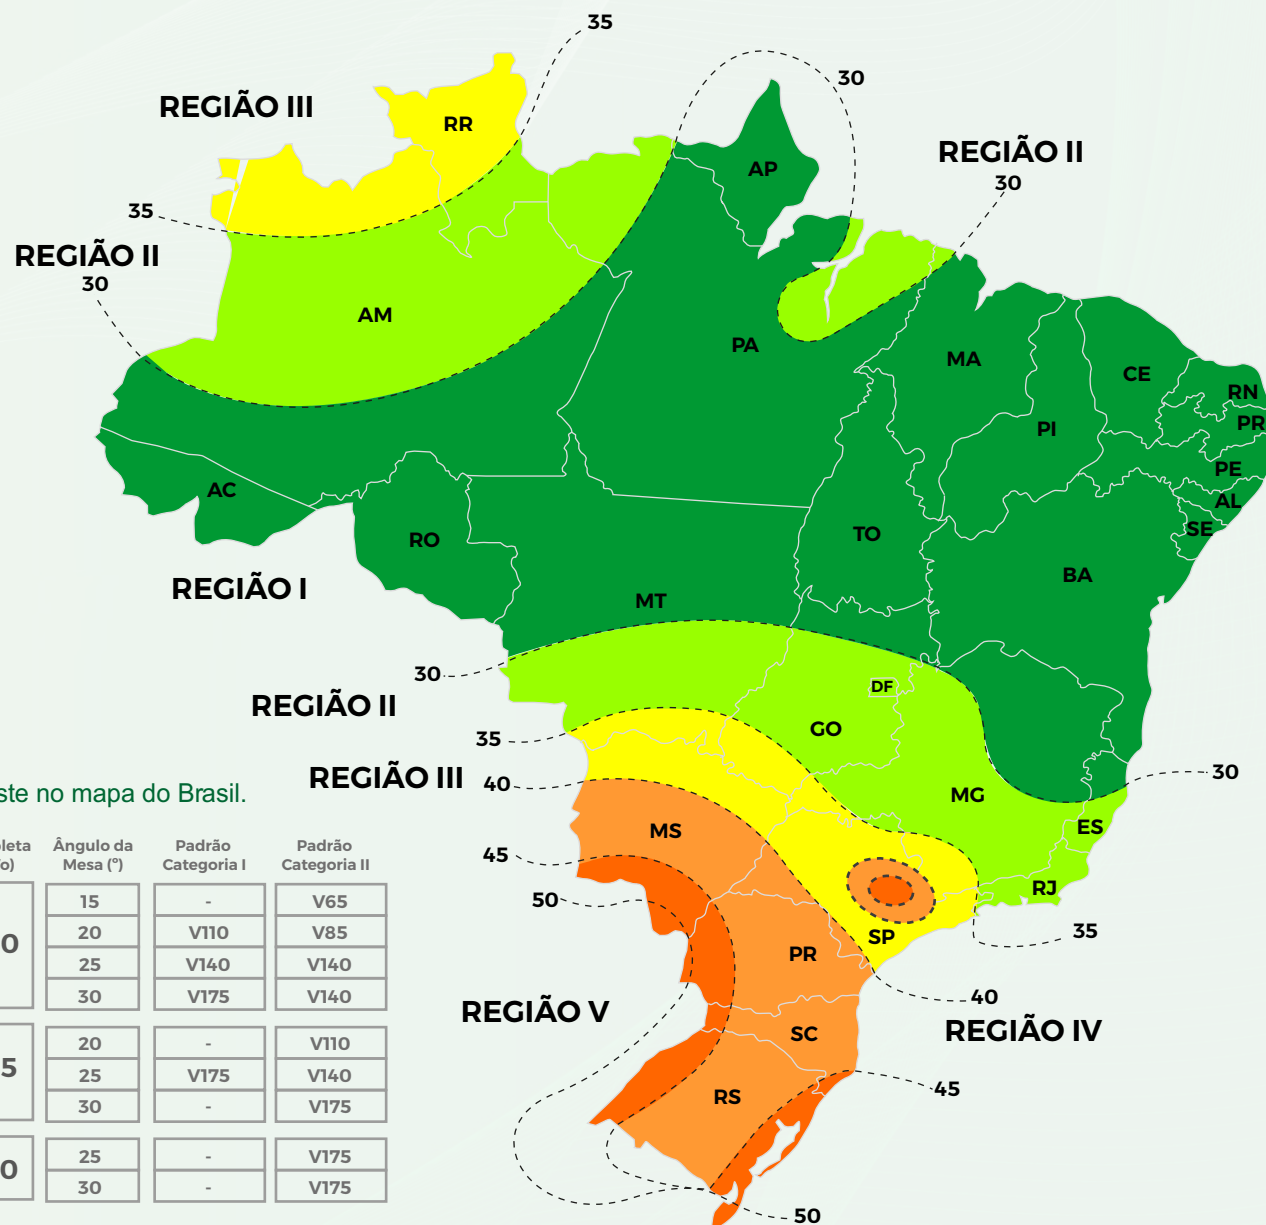 35
30
REGIÃO III
RR
REGIÃO II
30
AP
35
REGIÃO II
30
AM
PA
MA
CE
RN
PR
PI
PE
AL
SE
AC
RO
TO
BA
REGIÃO I
MT
30
DF
REGIÃO II
GO
35
REGIÃO III
40
30
MG
ste no mapa do Brasil.
MS
ES
45
RJ
50
SP
35
PR
40
REGIÃO V
REGIÃO IV
SC
RS
45
50
leta Ângulo da Padrão Padrão
o) Mesa (º) Categoria I Categoria II
0
15 - V65
20 V110 V85
25 V140 V140
30 V175 V140
5
20 - V110
25 V175 V140
30 - V175
0
25 - V175
30 - V175